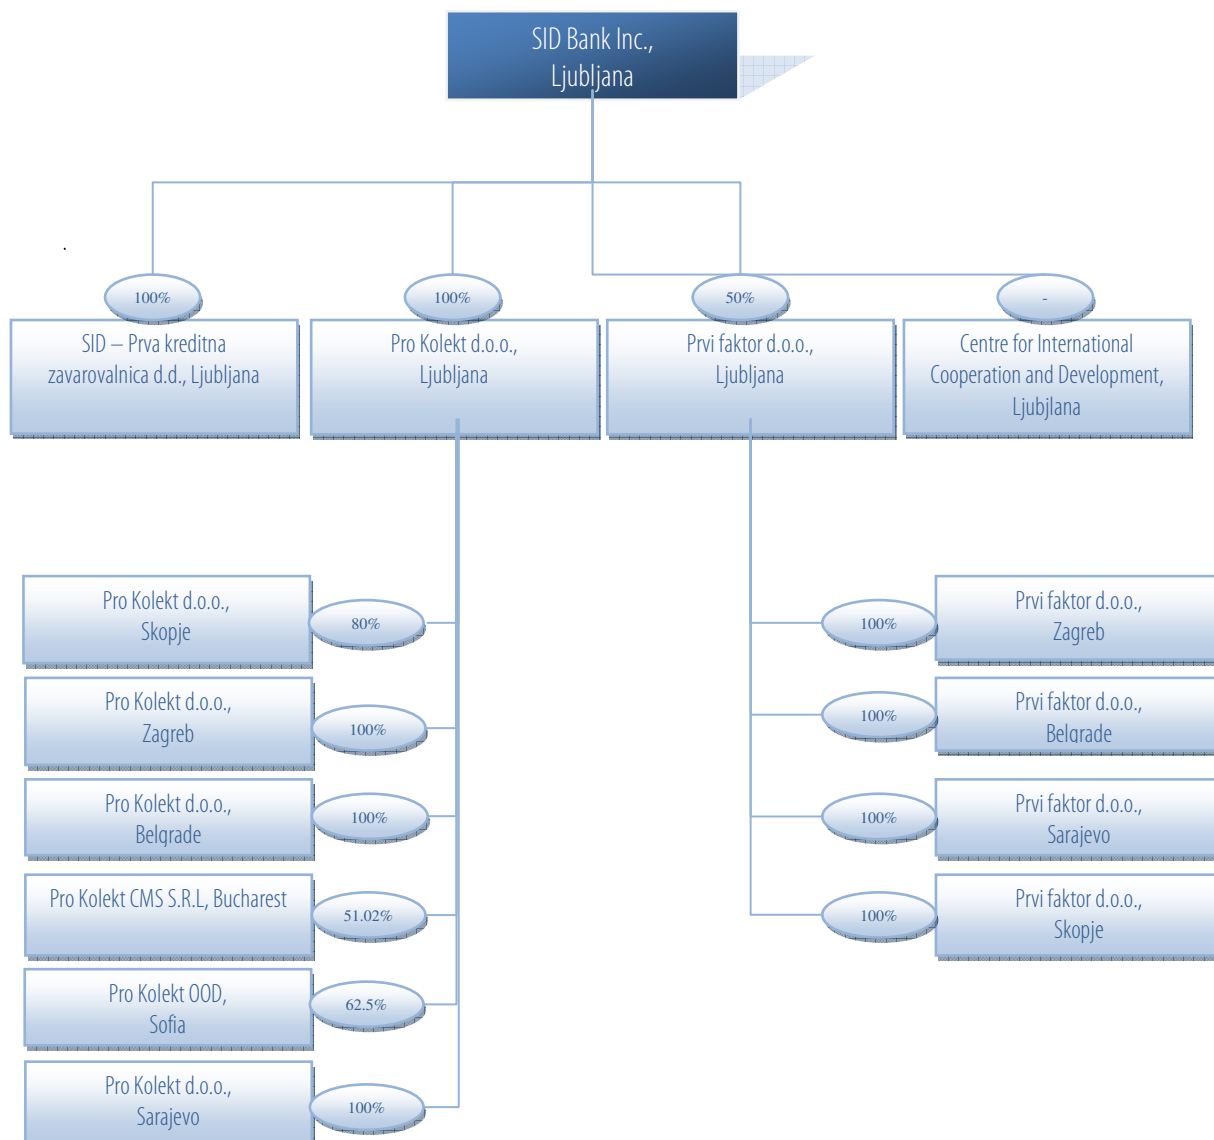 SID Bank Inc.,
Ljubljana
.
100%
100%
50%
-
SID – Prva kreditna
zavarovalnica d.d., Ljubljana
Pro Kolekt d.o.o.,
Ljubljana
Prvi faktor d.o.o.,
Ljubljana
Centre for International
Cooperation and Development,
Ljubjlana
Pro Kolekt d.o.o.,
Skopje
80%
Pro Kolekt d.o.o.,
Zagreb
100%
Pro Kolekt d.o.o.,
Belgrade
100%
Pro Kolekt CMS S.R.L, Bucharest
51.02%
Pro Kolekt OOD,
Sofia
62.5%
Pro Kolekt d.o.o.,
Sarajevo
100%
100%
Prvi faktor d.o.o.,
Zagreb
100%
Prvi faktor d.o.o.,
Belgrade
100%
Prvi faktor d.o.o.,
Sarajevo
100%
Prvi faktor d.o.o.,
Skopje